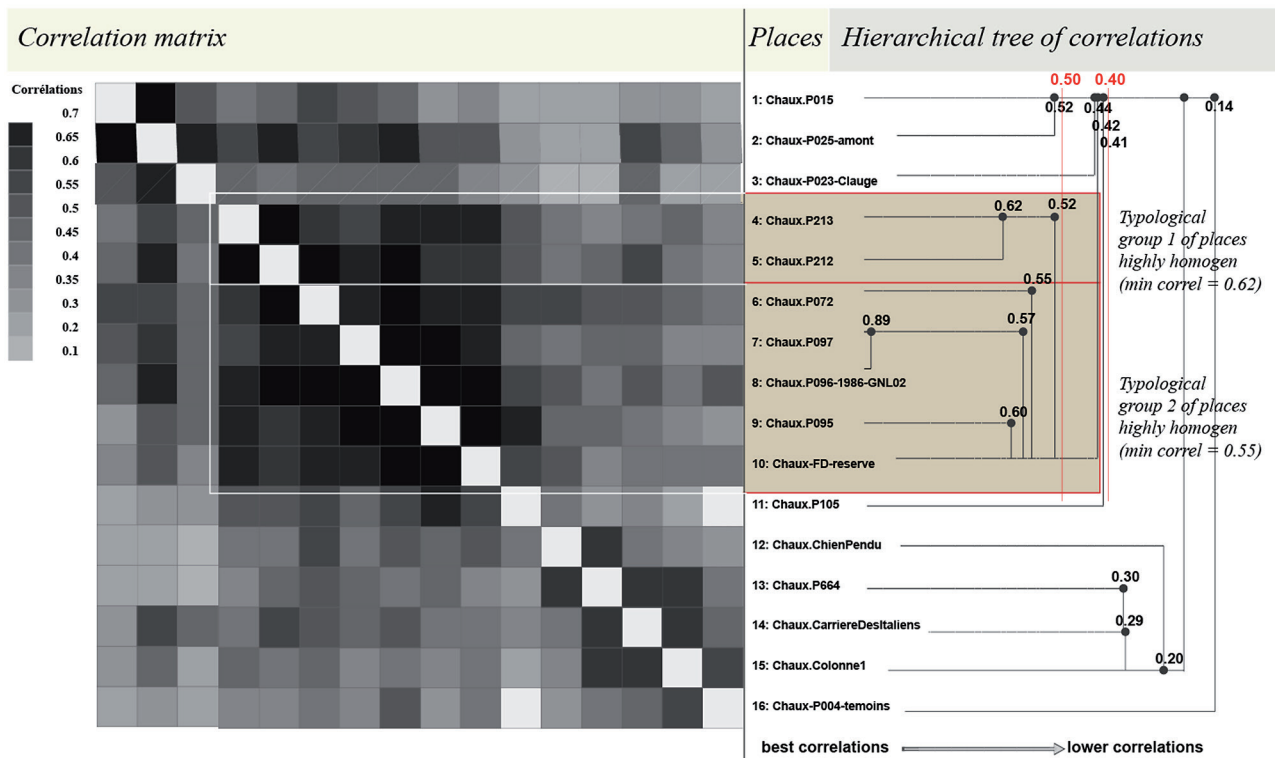 Correlation matrix
Places
Hierarchical tree of correlations
Corrélations
0.7
0.65
0.6
0.55
0.5
0.45
0.4
0.35
0.3
0.2
0.1
0.50
0.40
1: Chaux.P015
0.52
0.44
0.14
0.42
2: Chaux-P025-amont
0.41
3: Chaux-P023-Clauge
4: Chaux.P213
0.62
0.52
5: Chaux.P212
Typological
group 1 of places
highly homogen
(min correl = 0.62)
6: Chaux.P072
0.55
7: Chaux.P097
0.89
0.57
8: Chaux.P096-1986-GNL02
9: Chaux.P095
0.60
10: Chaux-FD-reserve
Typological
group 2 of places
highly homogen
(min correl = 0.55)
11: Chaux.P105
12: Chaux.ChienPendu
13: Chaux.P664
0.30
14: Chaux.CarriereDesItaliens
0.29
15: Chaux.Colonne1
0.20
16: Chaux-P004-temoins
best correlations
lower correlations